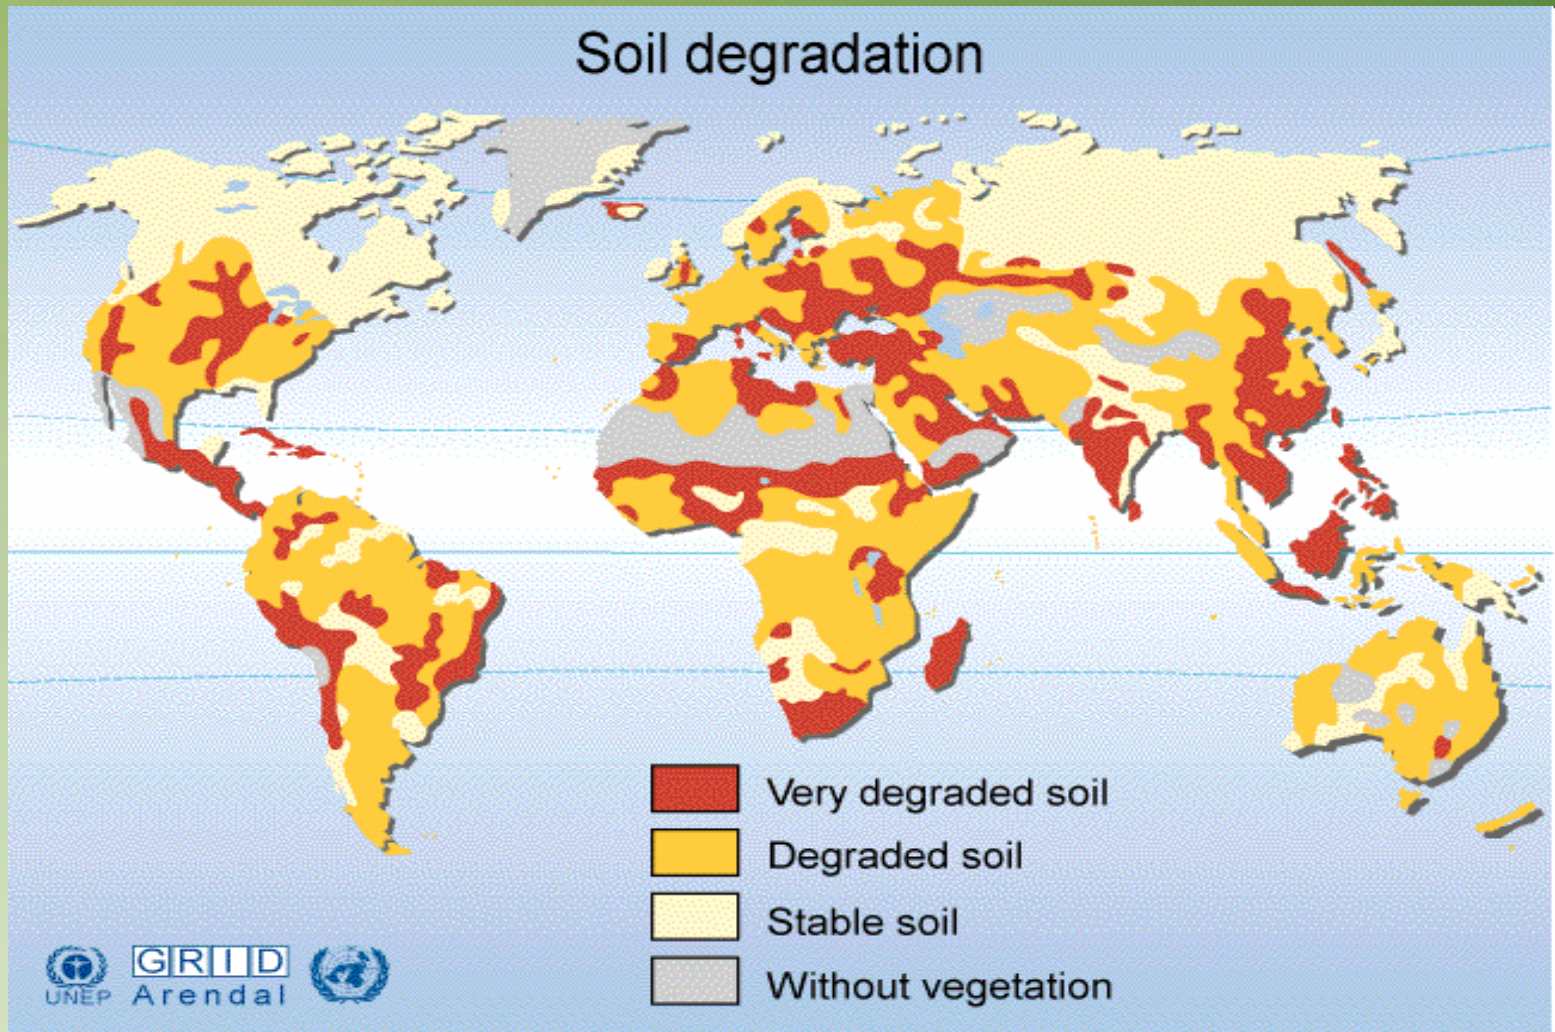 Soil degradation
Very degraded soil
Degraded soil
Stable soil
Without vegetation
UNEP
GRID
Arendal